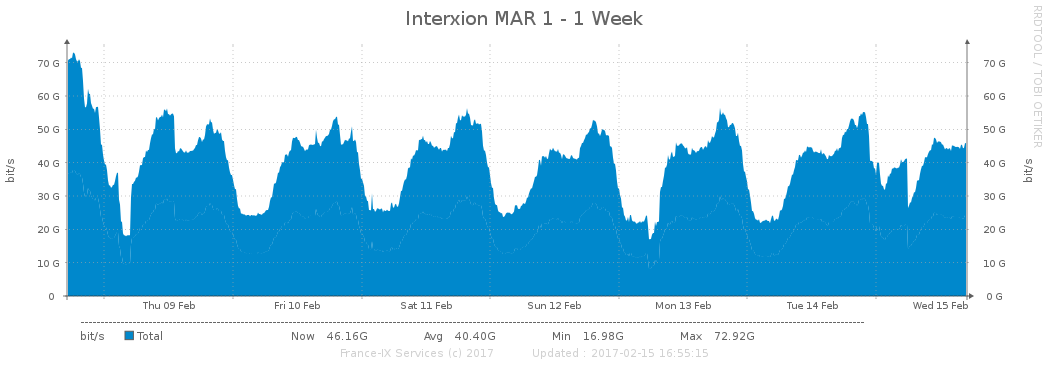 Interxion MAR 1 - 1 Week
RRDTOOL / TOBI OETIKER
bit/s
70 G
60 G
50 G
40 G
30 G
20 G
10 G
0
70 G
60 G
50 G
40 G
30 G
20 G
10 G
0 G
bit/s
Thu 09 Feb Fri 10 Feb Sat 11 Feb Sun 12 Feb Mon 13 Feb Tue 14 Feb Wed 15 Feb
bit/s Total Now 46.16G Avg 40.40G Min 16.98G Max 72.92G
France-IX Services (c) 2017 Updated : 2017-02-15 16:55:15